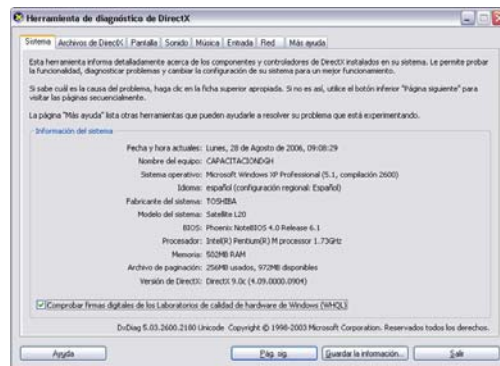 Herramienta de diagnóstico de DirectX
Sistema Archivos de DirectX Pantalla Sonido Música Entrada Red Más ayuda
Esta herramienta informa detalladamente acerca de los componentes y controladores de DirectX instalados en su sistema. Le permite probar
la funcionalidad, diagnosticar problemas y cambiar la configuración de su sistema para un mejor funcionamiento.
Si sabe cuál es la causa del problema, haga clic en la ficha superior apropiada. Si no es así, utilice el botón inferior "Página siguiente" para
visitar las páginas secuencialmente.
La página "Más ayuda" lista otras herramientas que pueden ayudarle a resolver su problema que está experimentando.
Información del sistema
Fecha y hora actuales: Lunes, 28 de Agosto de 2006, 09:08:29
Nombre del equipo: CAPACITACIONDGH
Sistema operativo: Microsoft Windows XP Professional (5.1, compilación 2600)
Idioma: español (configuración regional: Español)
Fabricante del sistema: TOSHIBA
Modelo del sistema: Satellite L20
BIOS: Phoenix NoteBIOS 4.0 Release 6.1
Procesador: Intel(R) Pentium(R) M processor 1.73GHz
Memoria: 502MB RAM
Archivo de paginación: 256MB usados, 972MB disponibles
Versión de DirectX: DirectX 9.0c (4.09.0000.0904)
Comprobar firmas digitales de los Laboratorios de calidad de hardware de Windows (WHQL)
DxDiag 5.03.2600.2180 Unicode Copyright © 1998-2003 Microsoft Corporation. Reservados todos los derechos.
Ayuda Pág. sig. Guardar la información... Salir